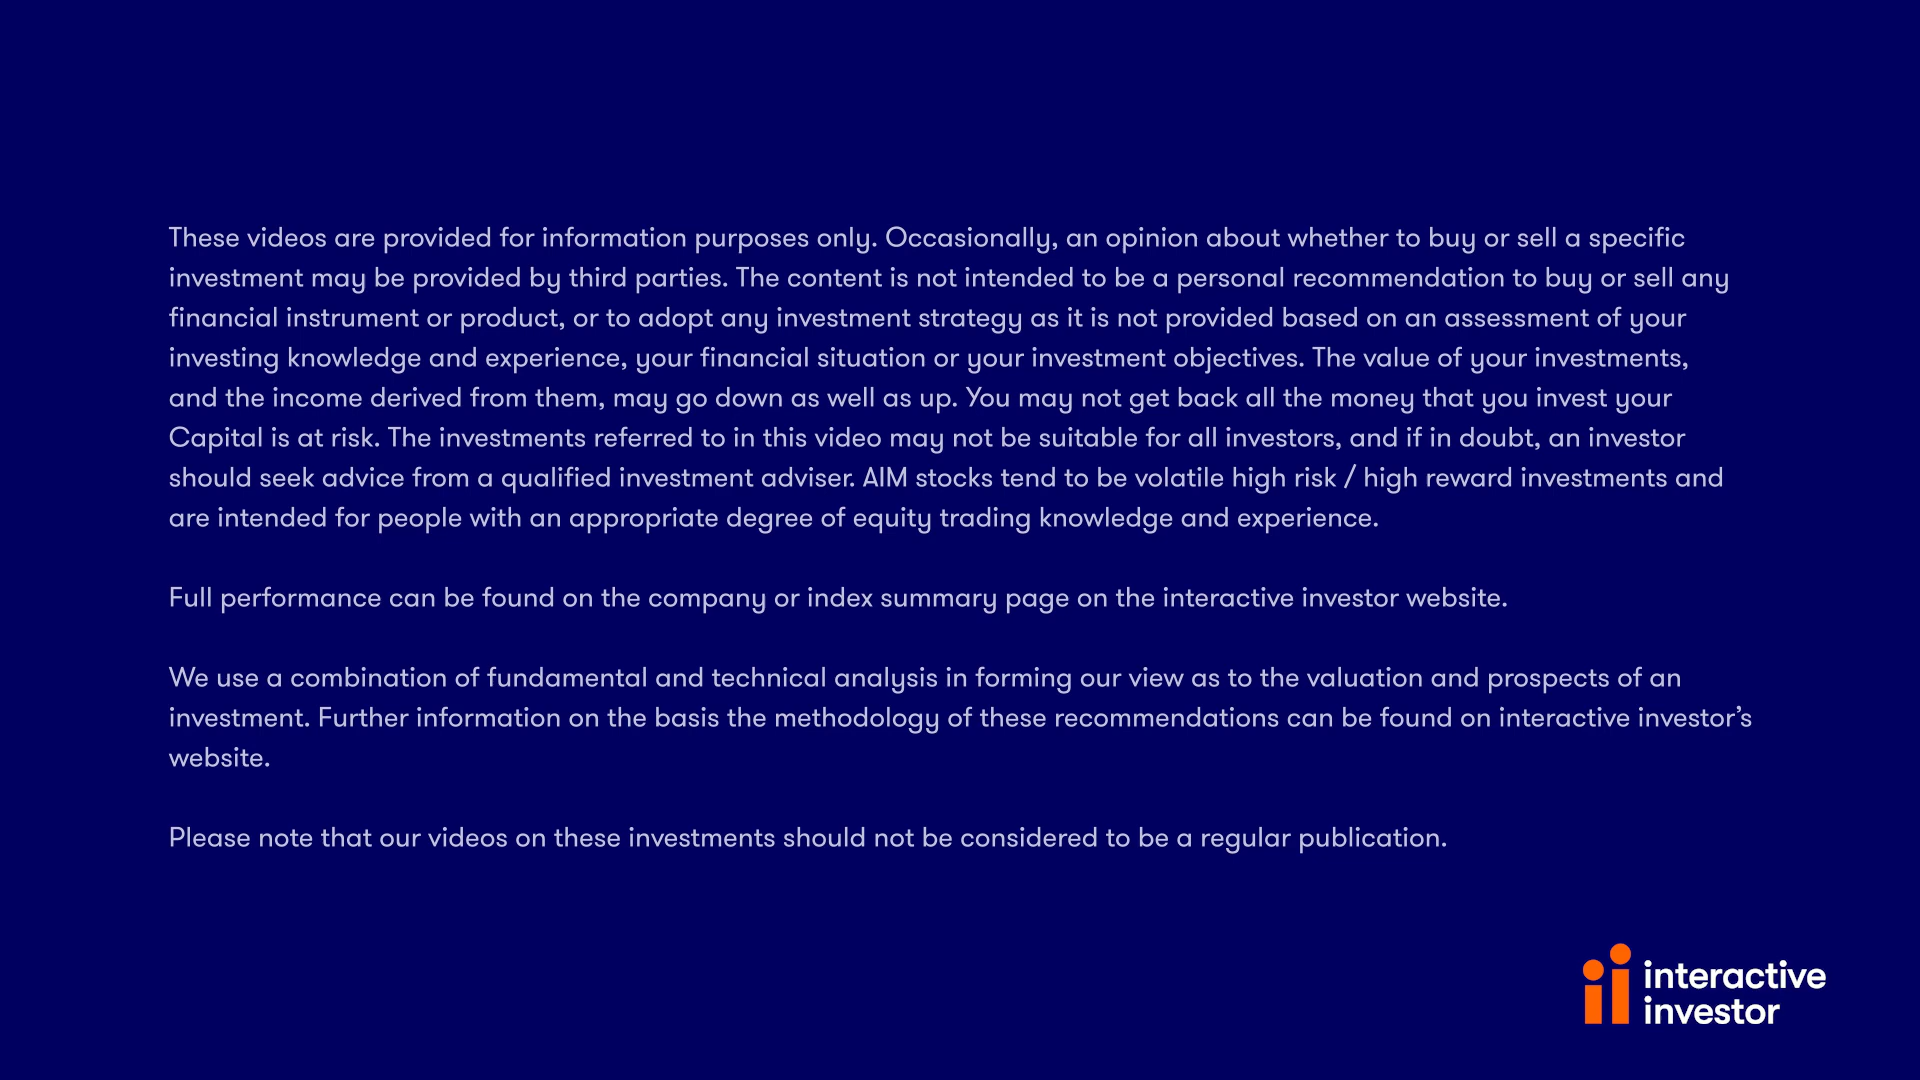 These videos are provided for information purposes only. Occasionally, an opinion about whether to buy or sell a specific
investment may be provided by third parties. The content is not intended to be a personal recommendation to buy or sell any
financial instrument or product, or to adopt any investment strategy as it is not provided based on an assessment of your
investing knowledge and experience, your financial situation or your investment objectives. The value of your investments,
and the income derived from them, may go down as well as up. You may not get back all the money that you invest your
Capital is at risk. The investments referred to in this video may not be suitable for all investors, and if in doubt, an investor
should seek advice from a qualified investment adviser. AIM stocks tend to be volatile high risk / high reward investments and
are intended for people with an appropriate degree of equity trading knowledge and experience.
Full performance can be found on the company or index summary page on the interactive investor website.
We use a combination of fundamental and technical analysis in forming our view as to the valuation and prospects of an
investment. Further information on the basis the methodology of these recommendations can be found on interactive investor’s
website.
Please note that our videos on these investments should not be considered to be a regular publication.
interactive
investor